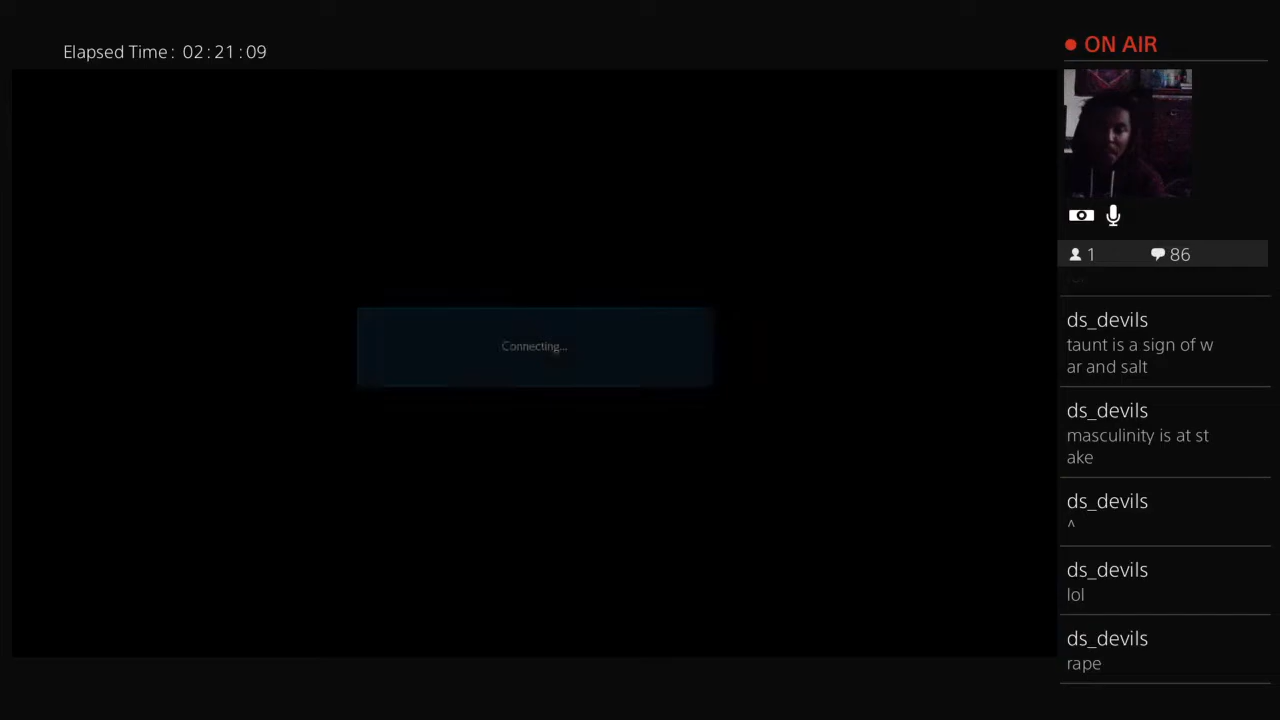 Elapsed Time: 02:21:09
ON AIR
1 86
ds_devils
taunt is a sign of w
ar and salt
ds_devils
masculinity is at st
ake
ds_devils
^
ds_devils
lol
ds_devils
rape
Connecting...